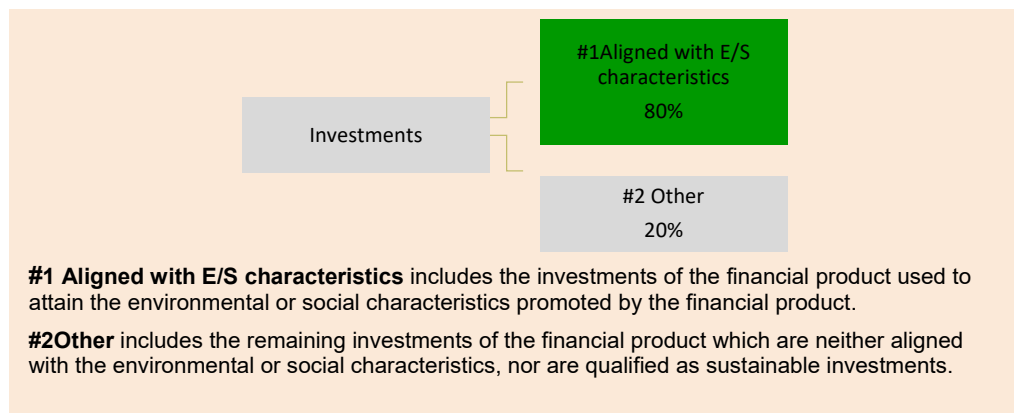 #1Aligned with E/S
characteristics
80%
Investments
#2 Other
20%
#1 Aligned with E/S characteristics includes the investments of the financial product used to
attain the environmental or social characteristics promoted by the financial product.
#2Other includes the remaining investments of the financial product which are neither aligned
with the environmental or social characteristics, nor are qualified as sustainable investments.